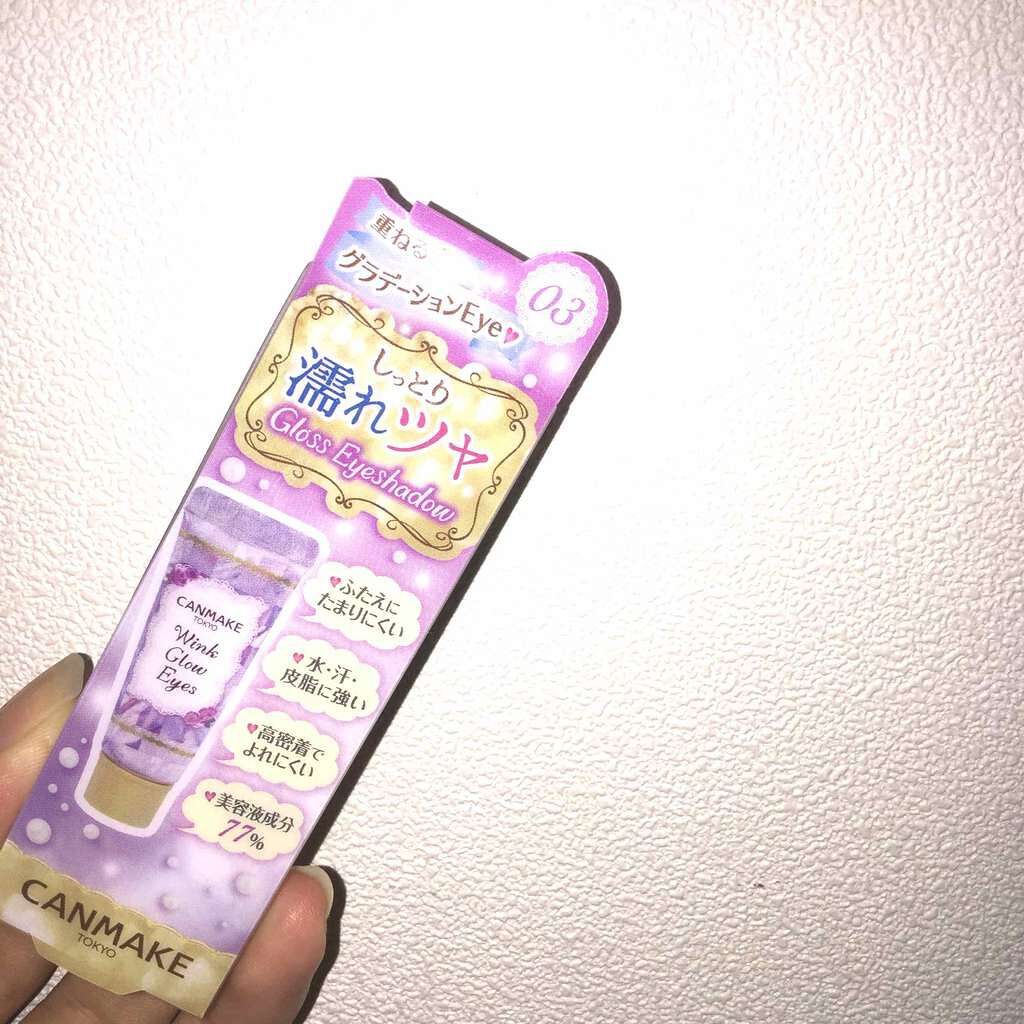 重ねる
グラデーションEye♥
03
しっとり
濡れツヤ
Gloss Eyeshadow
CANMAKE
TOKYO
Wink
Glow
Eyes
♥ふたえに
たまりにくい
♥水・汗・
皮脂に強い
♥高密着で
よれにくい
♥美容液成分
77%
CANMAKE
TOKYO